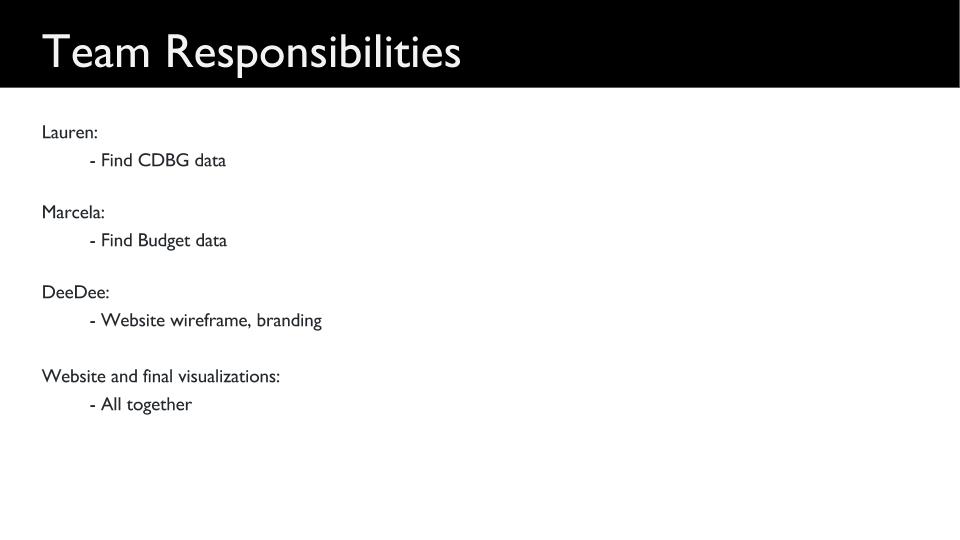 Team Responsibilities
Lauren:
- Find CDBG data
Marcela:
- Find Budget data
DeeDee:
- Website wireframe, branding
Website and final visualizations:
- All together